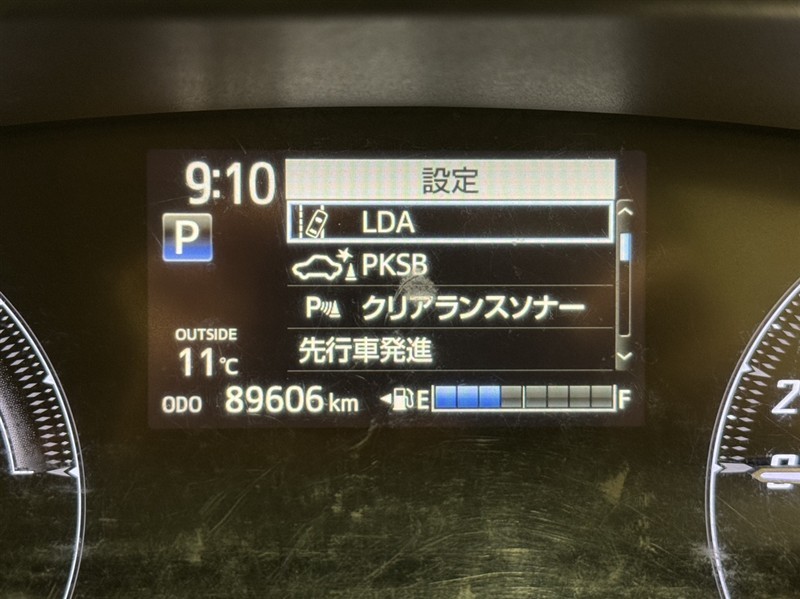 9:10
設定
P
LDA
PKSB
P クリアランスソナー
先行車発進
OUTSIDE
11℃
ODO 89606 km
E F